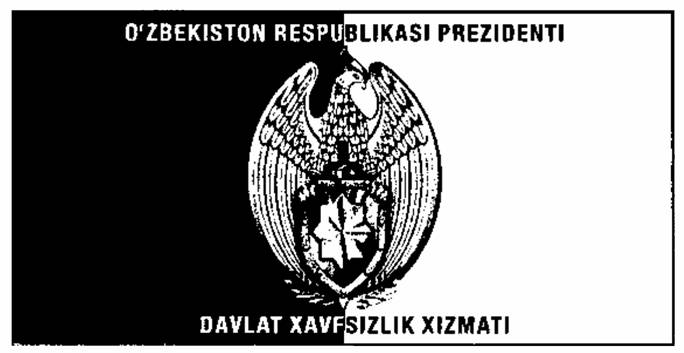 O‘ZBEKISTON RESPUBLIKASI PREZIDENTI
DAVLAT XAVFSIZLIK XIZMATI